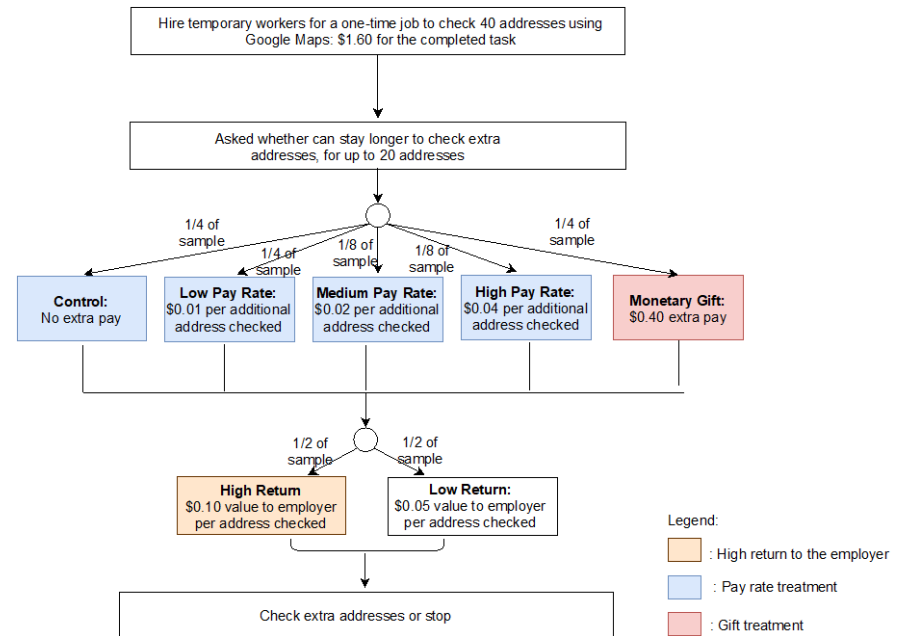 Hire temporary workers for a one-time job to check 40 addresses using
Google Maps: $1.60 for the completed task
Asked whether can stay longer to check extra
addresses, for up to 20 addresses
1/4 of
sample
1/4 of
sample
1/8 of
sample
1/8 of
sample
1/4 of
sample
Control:
No extra pay
Low Pay Rate:
$0.01 per additional
address checked
Medium Pay Rate:
$0.02 per additional
address checked
High Pay Rate:
$0.04 per additional
address checked
Monetary Gift:
$0.40 extra pay
1/2 of
sample
1/2 of
sample
High Return
$0.10 value to employer
per address checked
Low Return:
$0.05 value to employer
per address checked
Legend:
: High return to the employer
: Pay rate treatment
: Gift treatment
Check extra addresses or stop